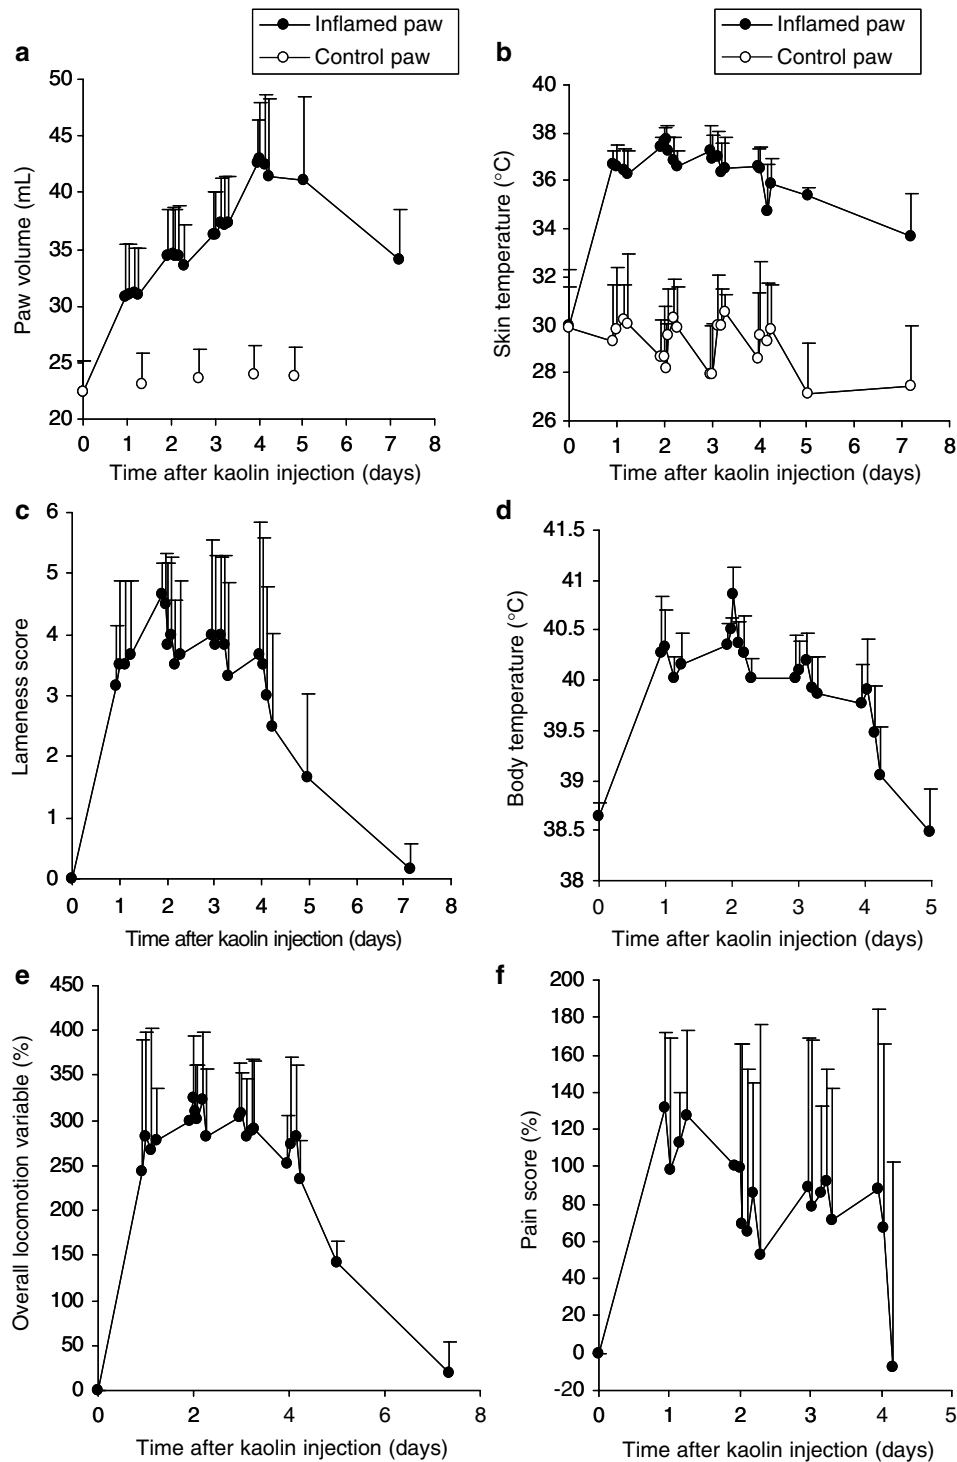 Inflamed paw
Control paw
a
50
45
40
35
30
25
20
Paw volume (mL)
0 1 2 3 4 5 6 7 8
Time after kaolin injection (days)
Inflamed paw
Control paw
b
40
38
36
34
32
30
28
26
Skin temperature (°C)
0 1 2 3 4 5 6 7 8
Time after kaolin injection (days)
c
6
5
4
3
2
1
0
Lameness score
0 1 2 3 4 5 6 7 8
Time after kaolin injection (days)
d
41.5
41
40.5
40
39.5
39
38.5
38
Body temperature (°C)
0 1 2 3 4 5
Time after kaolin injection (days)
e
450
400
350
300
250
200
150
100
50
0
Overall locomotion variable (%)
0 2 4 6 8
Time after kaolin injection (days)
f
200
180
160
140
120
100
80
60
40
20
0
-20
Pain score (%)
0 1 2 3 4 5
Time after kaolin injection (days)